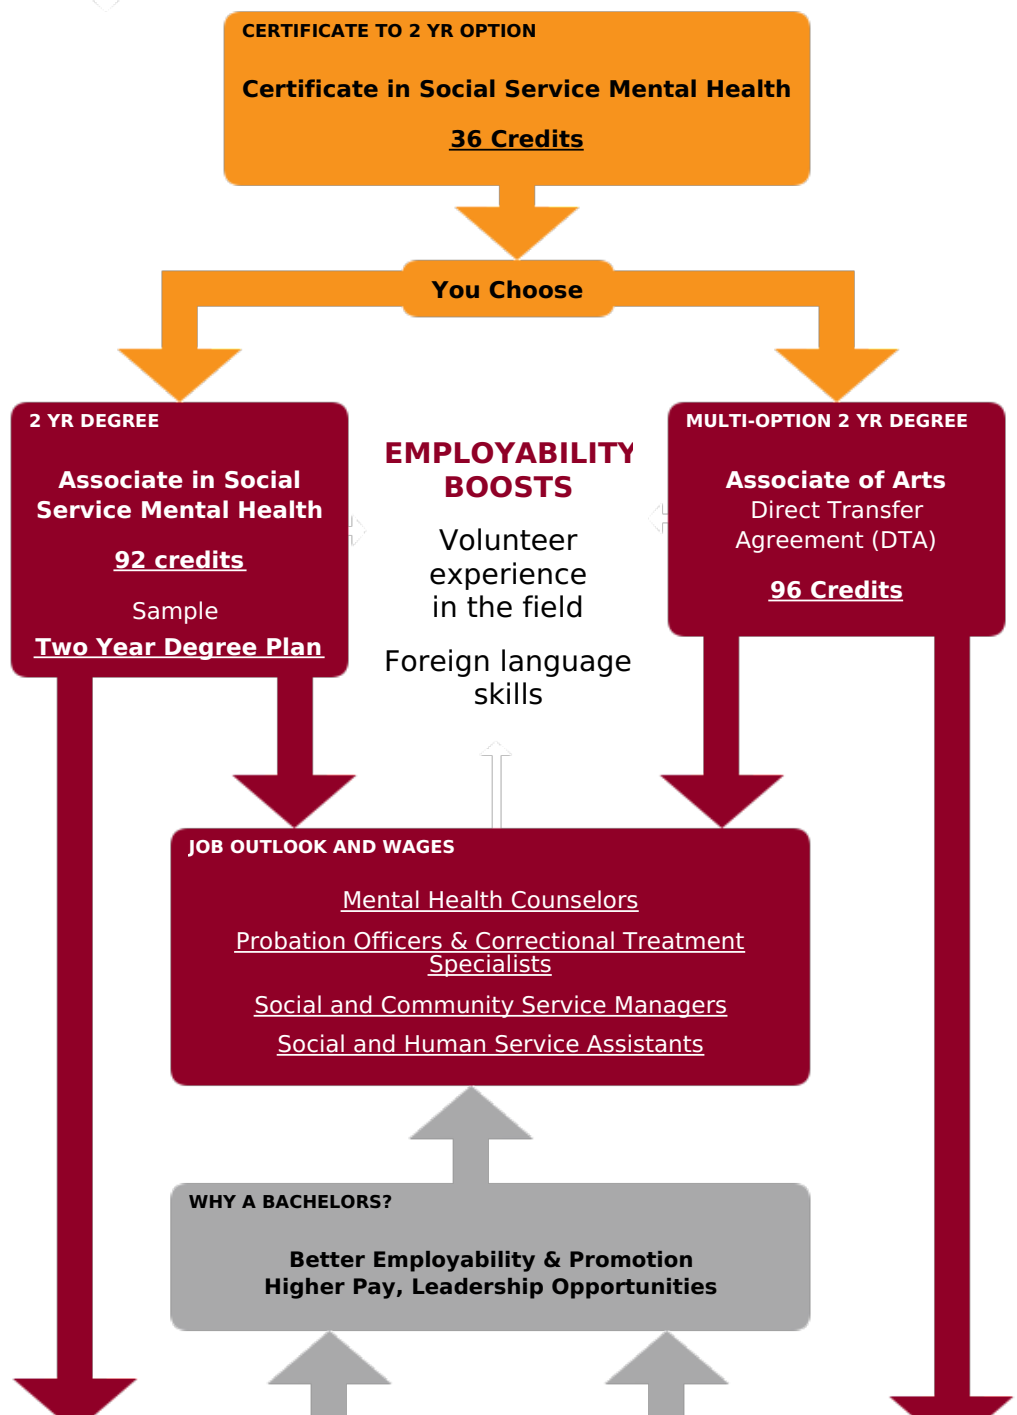 CERTIFICATE TO 2 YR OPTION
Certificate in Social Service Mental Health
36 Credits
You Choose
2 YR DEGREE
Associate in Social
Service Mental Health
92 credits
Sample
Two Year Degree Plan
EMPLOYABILITY
BOOSTS
Volunteer
experience
in the field
Foreign language
skills
MULTI-OPTION 2 YR DEGREE
Associate of Arts
Direct Transfer
Agreement (DTA)
96 Credits
JOB OUTLOOK AND WAGES
Mental Health Counselors
Probation Officers & Correctional Treatment
Specialists
Social and Community Service Managers
Social and Human Service Assistants
WHY A BACHELORS?
Better Employability & Promotion
Higher Pay, Leadership Opportunities